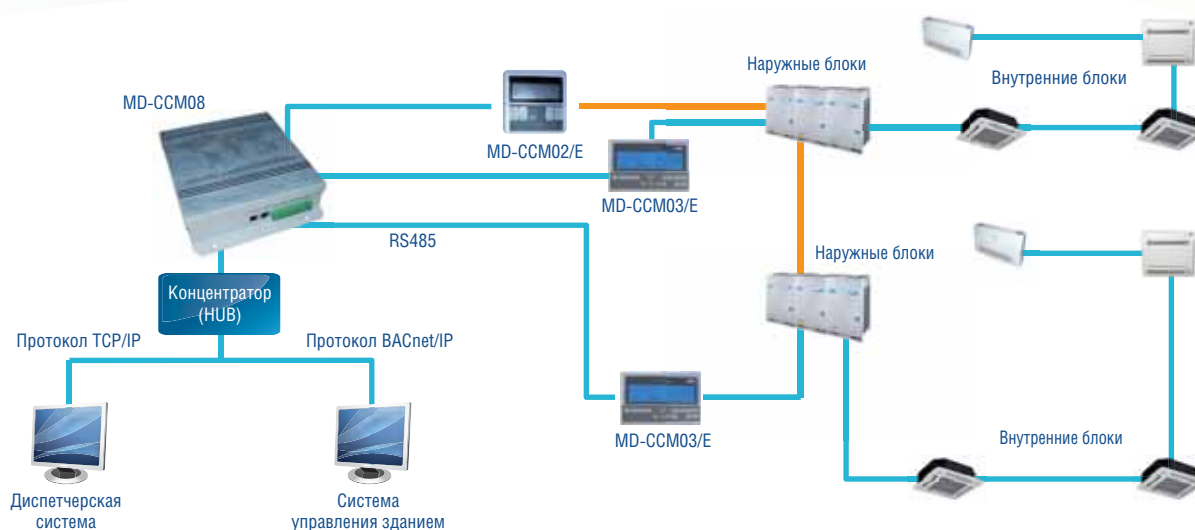 MD-CCM08
MD-CCM02/E
MD-CCM03/E
Наружные блоки
Внутренние блоки
RS485
Наружные блоки
Концентратор
(HUB)
Протокол TCP/IP
Протокол BACnet/IP
MD-CCM03/E
Внутренние блоки
Диспетчерская
система
Система
управления зданием